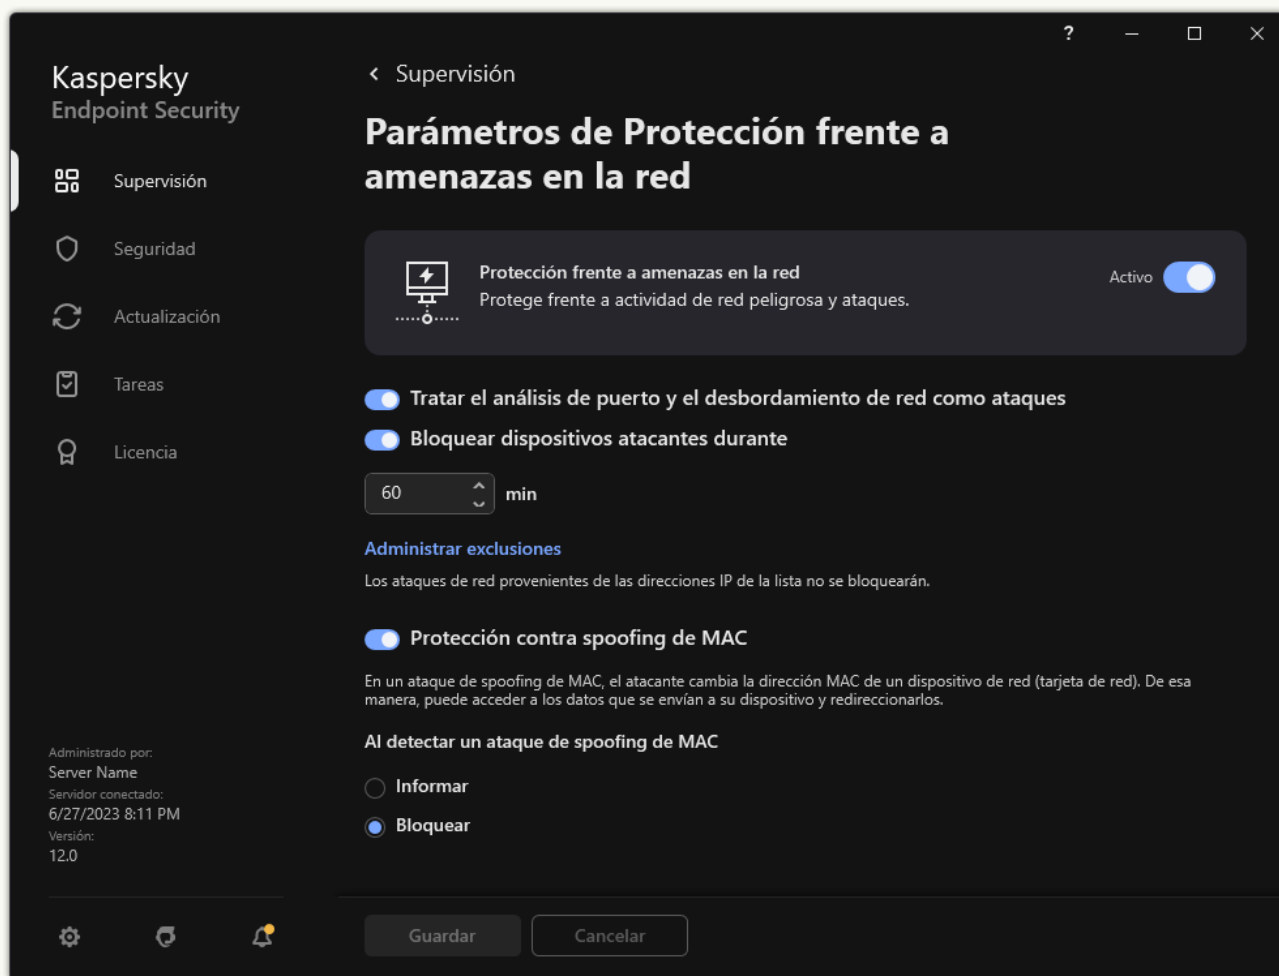 ?
Kaspersky
Endpoint Security
Supervisión
Seguridad
Actualización
Tareas
Licencia
Administrado por:
Server Name
Servidor conectado:
6/27/2023 8:11 PM
Versión:
12.0
Supervisión
Parámetros de Protección frente a
amenazas en la red
Protección frente a amenazas en la red
Protege frente a actividad de red peligrosa y ataques.
Activo
Tratar el análisis de puerto y el desbordamiento de red como ataques
Bloquear dispositivos atacantes durante
60 min
Administrar exclusiones
Los ataques de red provenientes de las direcciones IP de la lista no se bloquearán.
Protección contra spoofing de MAC
En un ataque de spoofing de MAC, el atacante cambia la dirección MAC de un dispositivo de red (tarjeta de red). De esa
manera, puede acceder a los datos que se envían a su dispositivo y redireccionarlos.
Al detectar un ataque de spoofing de MAC
Informar
Bloquear
Guardar
Cancelar